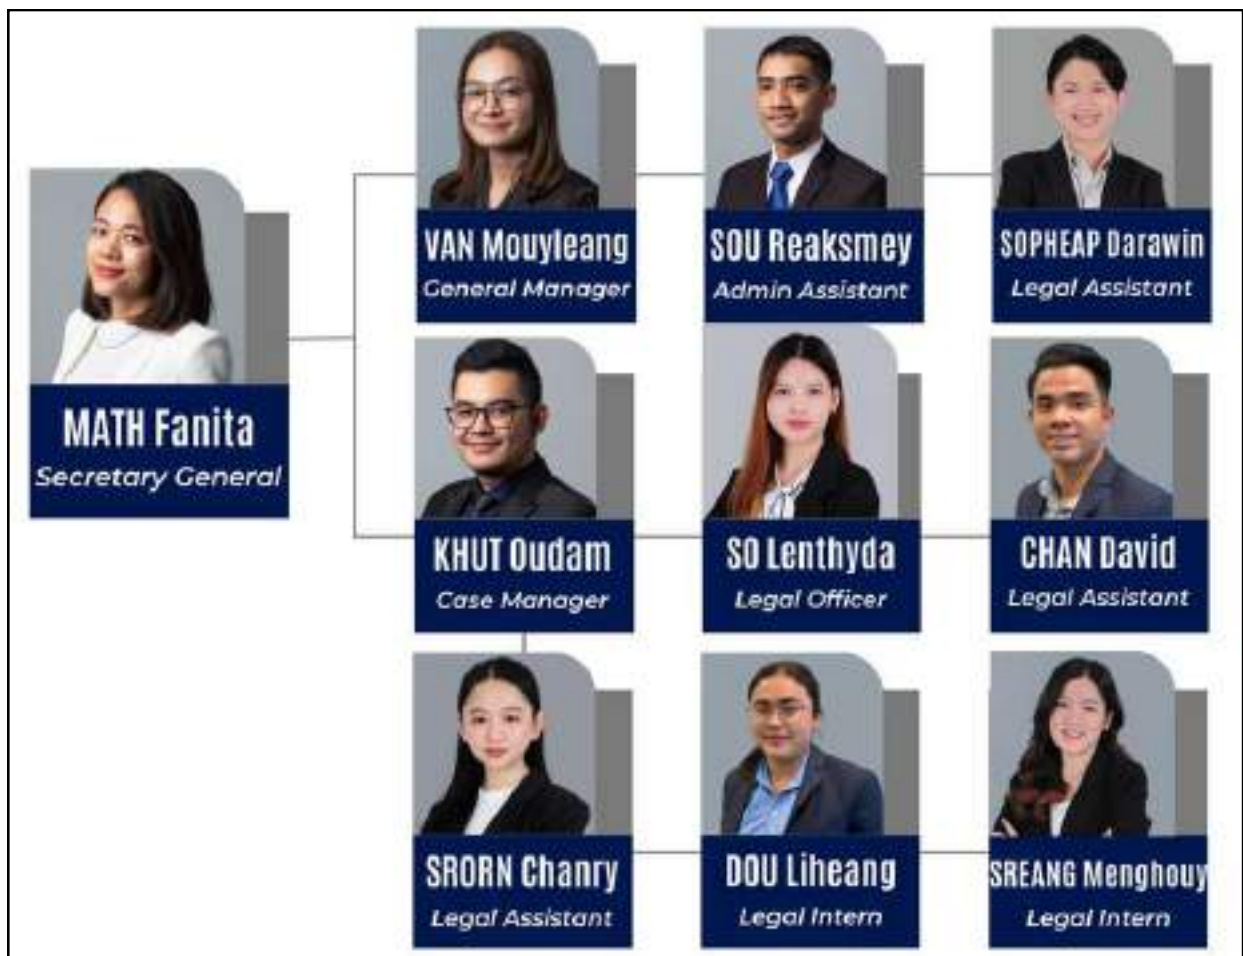 MATH Fanita
Secretary General
VAN Mouyleang
General Manager
SOU Reaksmey
Admin Assistant
SOPHEAP Darawin
Legal Assistant
KHUT Oudam
Case Manager
SO Lenthyda
Legal Officer
CHAN David
Legal Assistant
SRORN Chanry
Legal Assistant
DOU Liheang
Legal Intern
SREANG Menghouy
Legal Intern